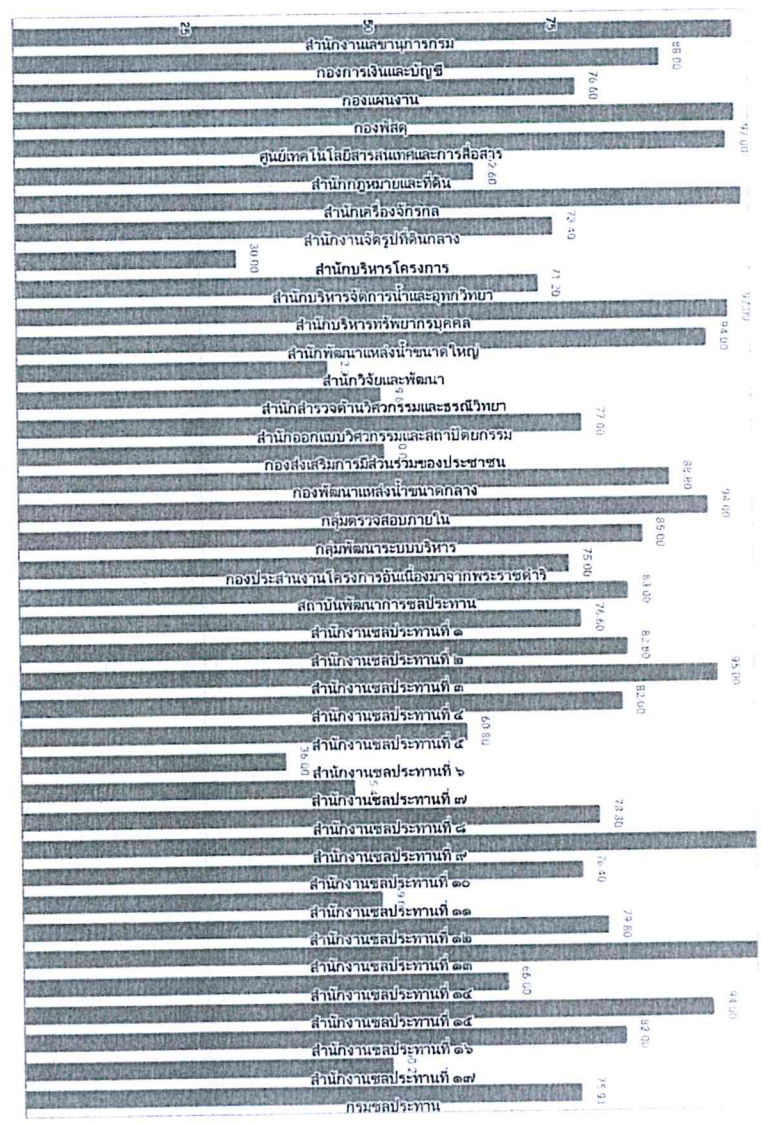 25 50 75
สำนักงานเลขานุการกรม
88.00
กองการเงินและบัญชี
76.60
กองแผนงาน
กองพัสดุ
97.00
ศูนย์เทคโนโลยีสารสนเทศและการสื่อสาร
62.60
สำนักกฎหมายและที่ดิน
สำนักเครื่องจักรกล
73.40
สำนักงานจัดรูปที่ดินกลาง
30.00
สำนักบริหารโครงการ
71.20
สำนักบริหารจัดการน้ำและอุทกวิทยา
97.00
สำนักบริหารทรัพยากรบุคคล
94.00
สำนักพัฒนาแหล่งน้ำขนาดใหญ่
สำนักวิจัยและพัฒนา
สำนักสำรวจด้านวิศวกรรมและธรณีวิทยา
77.00
สำนักออกแบบวิศวกรรมและสถาปัตยกรรม
กองส่งเสริมการมีส่วนร่วมของประชาชน
88.80
กองพัฒนาแหล่งน้ำขนาดกลาง
94.00
กลุ่มตรวจสอบภายใน
85.00
กลุ่มพัฒนาระบบบริหาร
75.00
กองประสานงานโครงการอันเนื่องมาจากพระราชดำริ
83.00
สถาบันพัฒนาการชลประทาน
76.60
สำนักงานชลประทานที่ ๑
82.80
สำนักงานชลประทานที่ ๒
95.00
สำนักงานชลประทานที่ ๓
82.00
สำนักงานชลประทานที่ ๔
60.80
สำนักงานชลประทานที่ ๕
36.00
สำนักงานชลประทานที่ ๖
สำนักงานชลประทานที่ ๗
78.80
สำนักงานชลประทานที่ ๘
สำนักงานชลประทานที่ ๙
76.40
สำนักงานชลประทานที่ ๑๐
สำนักงานชลประทานที่ ๑๑
79.80
สำนักงานชลประทานที่ ๑๒
สำนักงานชลประทานที่ ๑๓
66.00
สำนักงานชลประทานที่ ๑๔
94.00
สำนักงานชลประทานที่ ๑๕
82.00
สำนักงานชลประทานที่ ๑๖
สำนักงานชลประทานที่ ๑๗
75.91
กรมชลประทาน